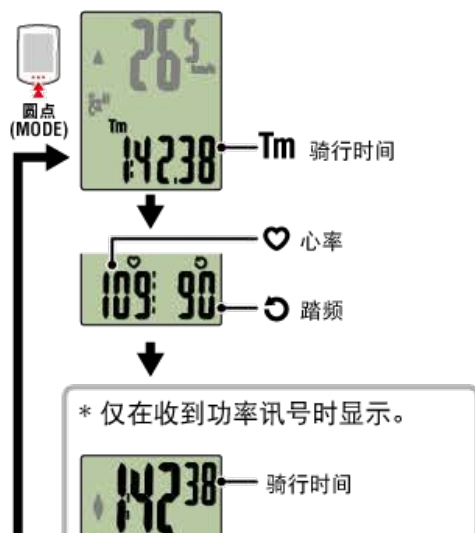 26 5
km/h
圆点
(MODE)
Tm
1:42.38
Tm 骑行时间
心率
109 90
踏频
* 仅在收到功率讯号时显示。
1:42 38
骑行时间